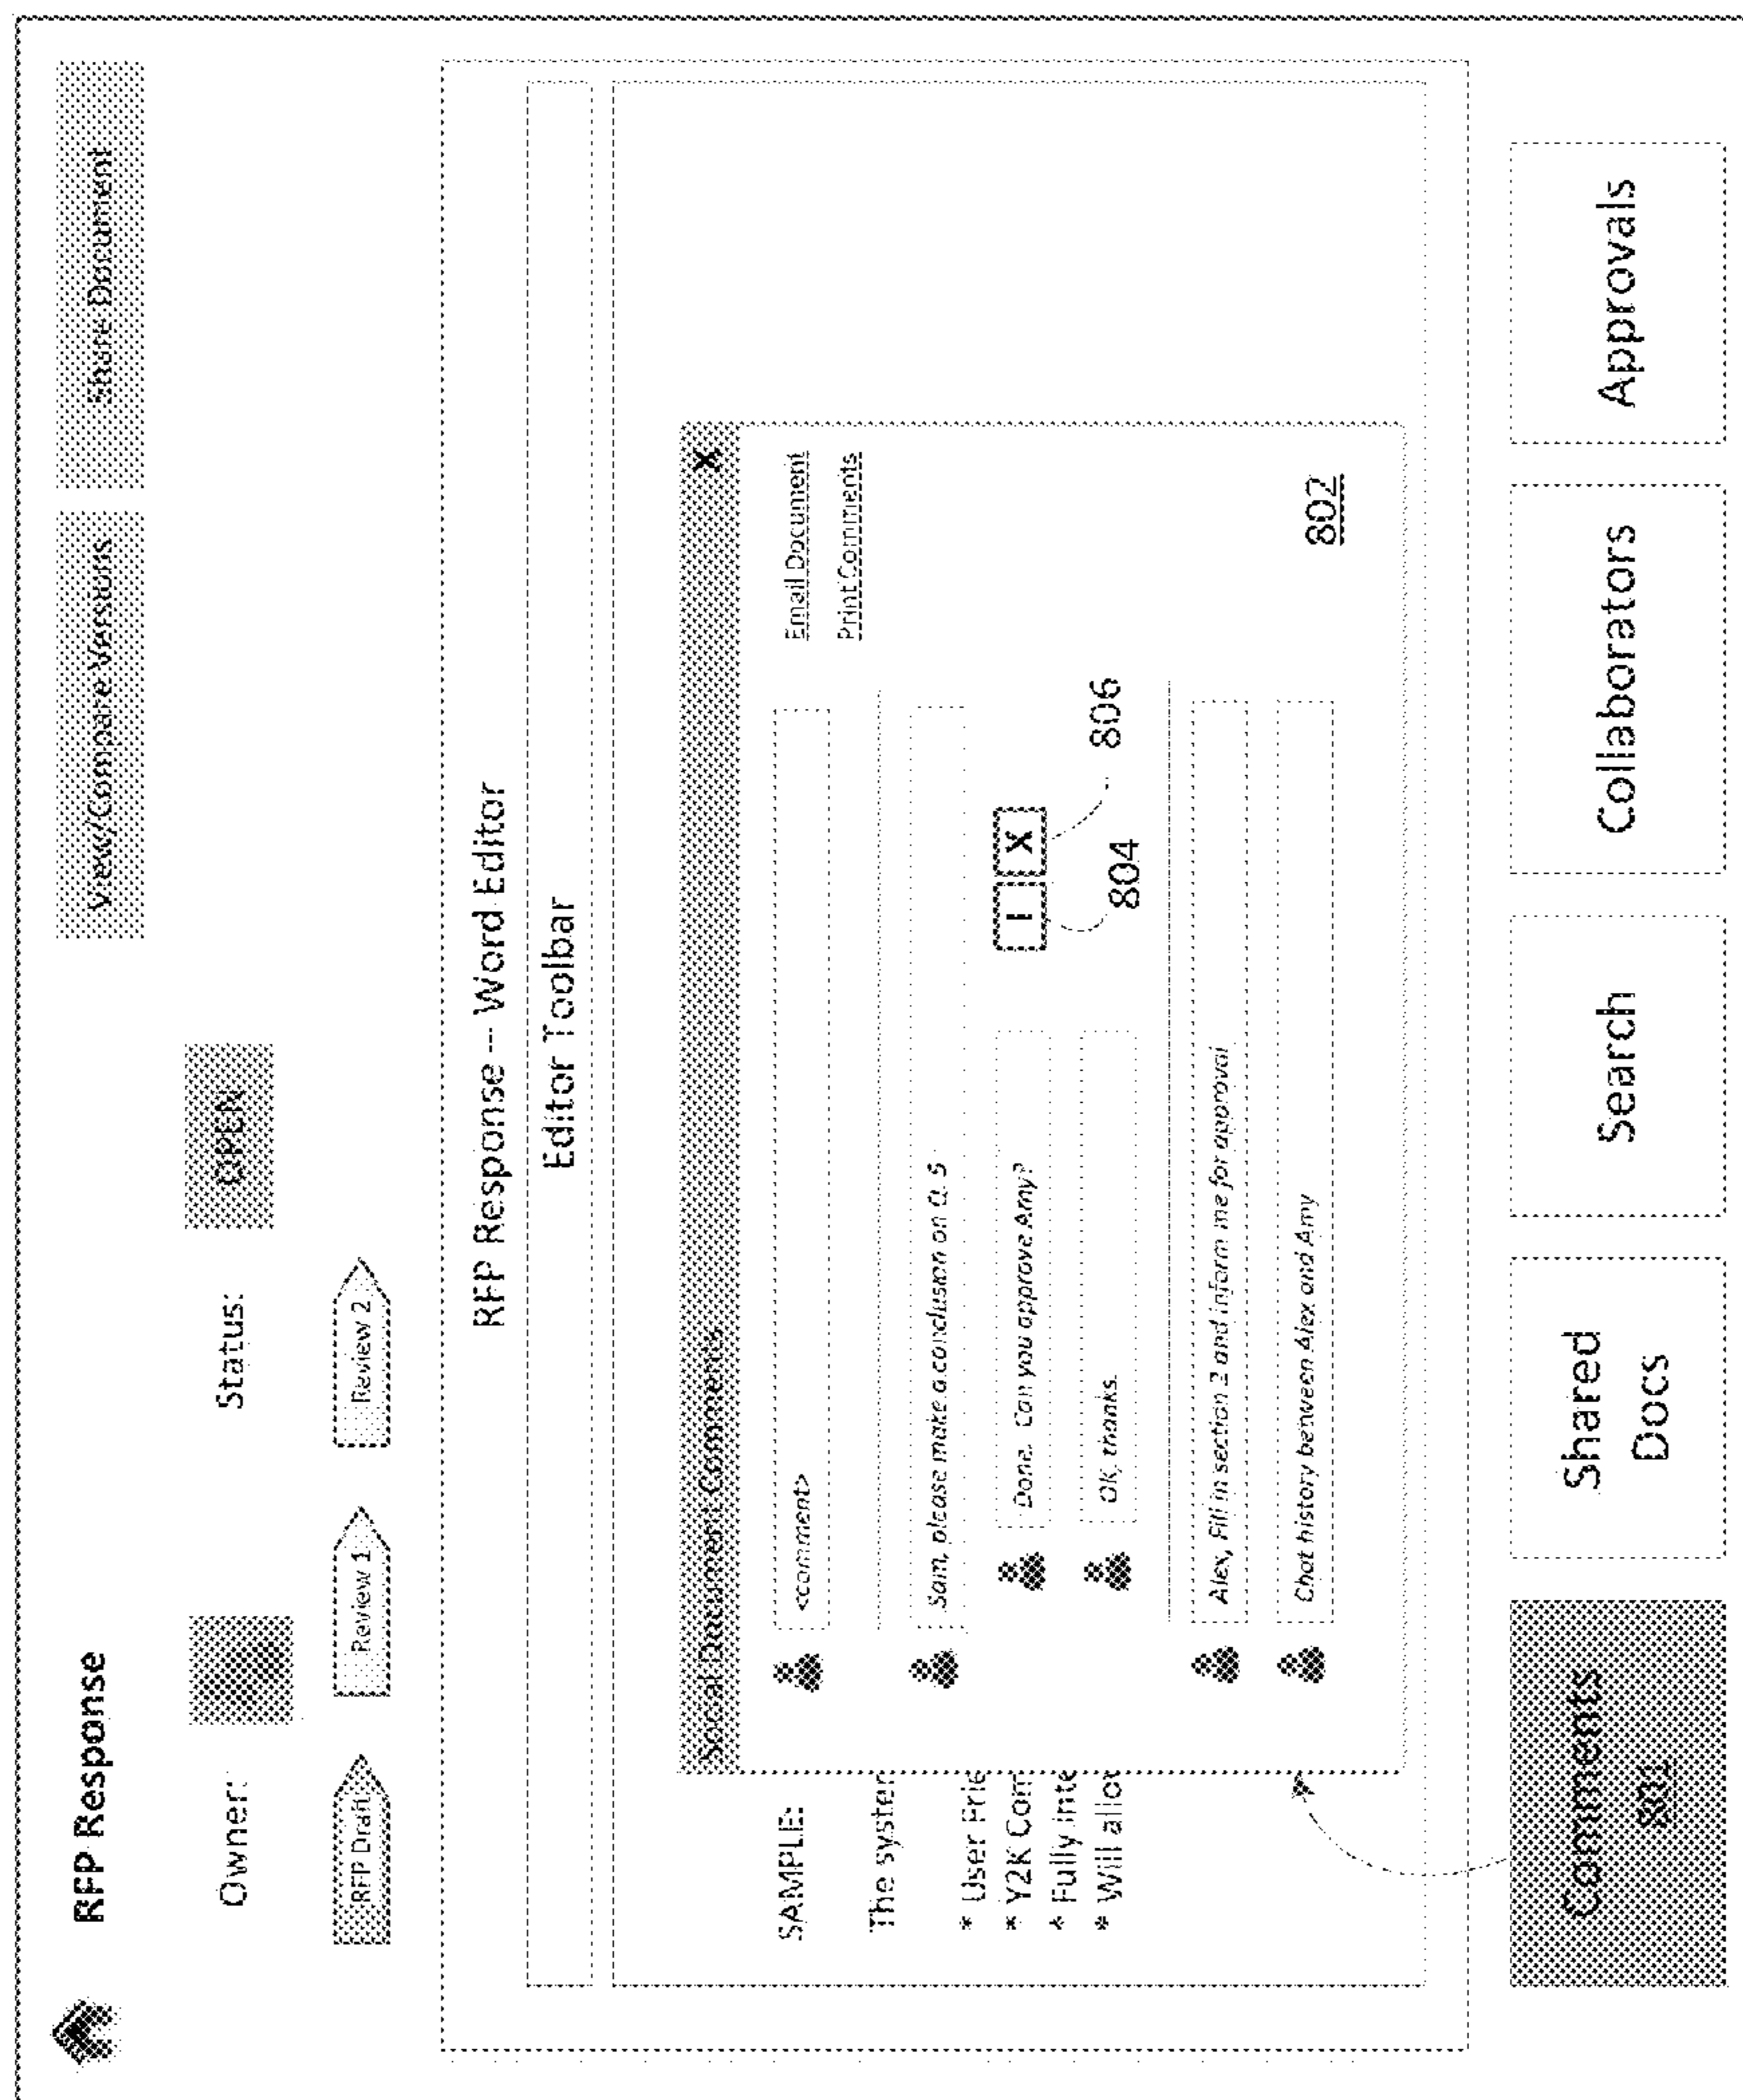 RFP Response
View/Compare Versions
Share Document
Owner:
Status:
OPEN
RFP Draft
Review 1
Review 2
RFP Response -- Word Editor
Editor Toolbar
SAMPLE:
The system
* User Frie
* Y2K Com
* Fully inte
* Will allow
Social Document Comments
X
<comment>
Email Document
Print Comments
Sam, please make a conclusion on Q. 5
Done. Can you approve Amy?
! X
806
804
OK, thanks.
Alex, Fill in section 2 and inform me for approval
Chat history between Alex and Amy
802
Comments
801
Shared
Docs
Search
Collaborators
Approvals